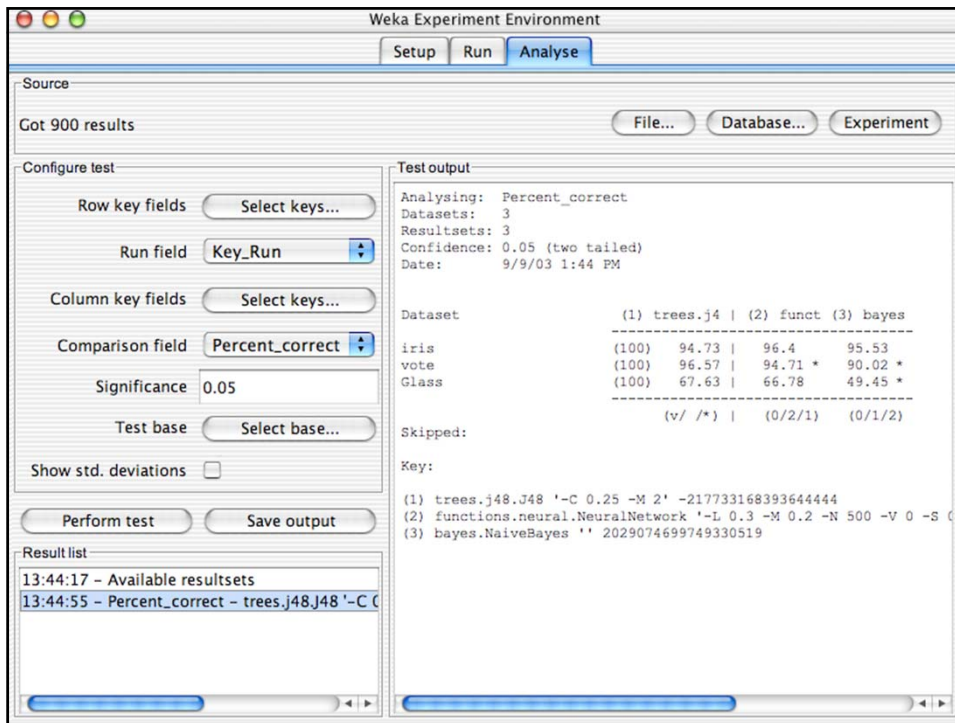 Weka Experiment Environment
Setup Run Analyse
Source
Got 900 results
File... Database... Experiment
Configure test
Row key fields Select keys...
Run field Key_Run
Column key fields Select keys...
Comparison field Percent_correct
Significance 0.05
Test base Select base...
Show std. deviations
Perform test Save output
Result list
13:44:17 – Available resultsets
13:44:55 – Percent_correct – trees.j48.J48 '-C 0
Test output
Analysing: Percent_correct
Datasets: 3
Resultsets: 3
Confidence: 0.05 (two tailed)
Date: 9/9/03 1:44 PM
Dataset (1) trees.j4 | (2) funct (3) bayes
------------------------------------
iris (100) 94.73 | 96.4 95.53
vote (100) 96.57 | 94.71 * 90.02 *
Glass (100) 67.63 | 66.78 49.45 *
------------------------------------
(v/ /*) | (0/2/1) (0/1/2)
Skipped:
Key:
(1) trees.j48.J48 '-C 0.25 -M 2' -217733168393644444
(2) functions.neural.NeuralNetwork '-L 0.3 -M 0.2 -N 500 -V 0 -S 0
(3) bayes.NaiveBayes '' 2029074699749330519